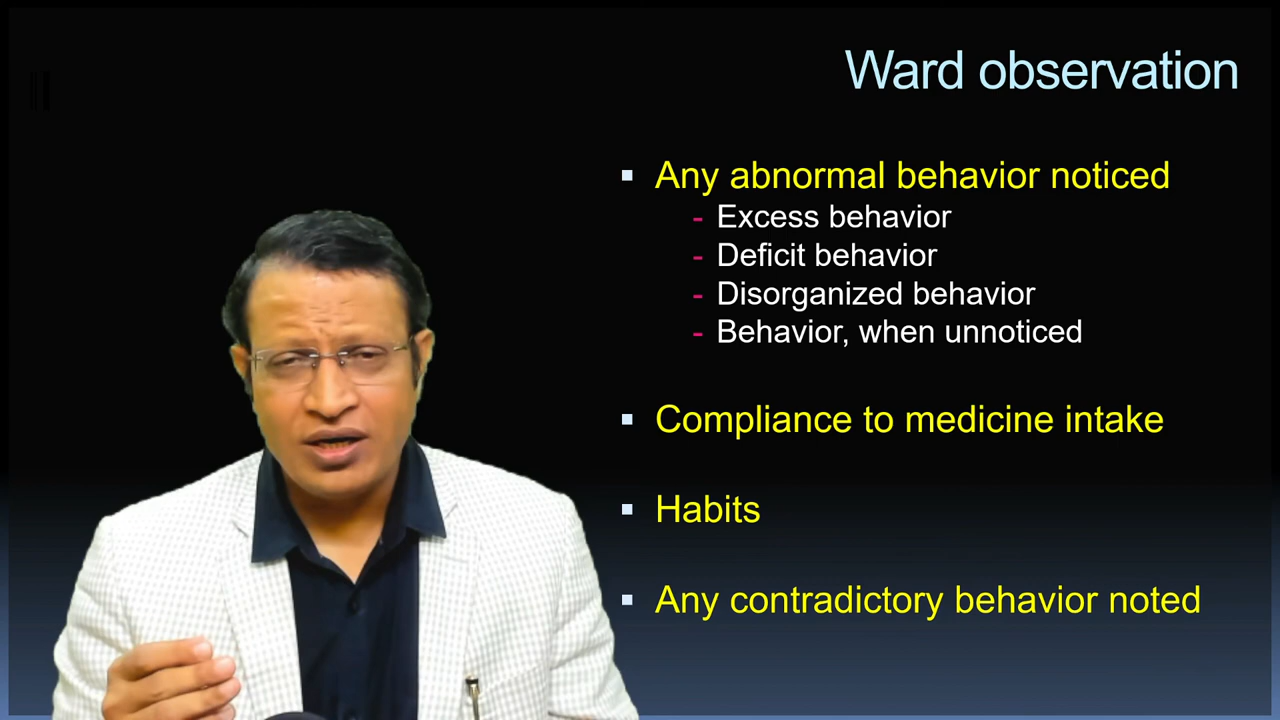 Ward observation
▪ Any abnormal behavior noticed
- Excess behavior
- Deficit behavior
- Disorganized behavior
- Behavior, when unnoticed
▪ Compliance to medicine intake
▪ Habits
▪ Any contradictory behavior noted